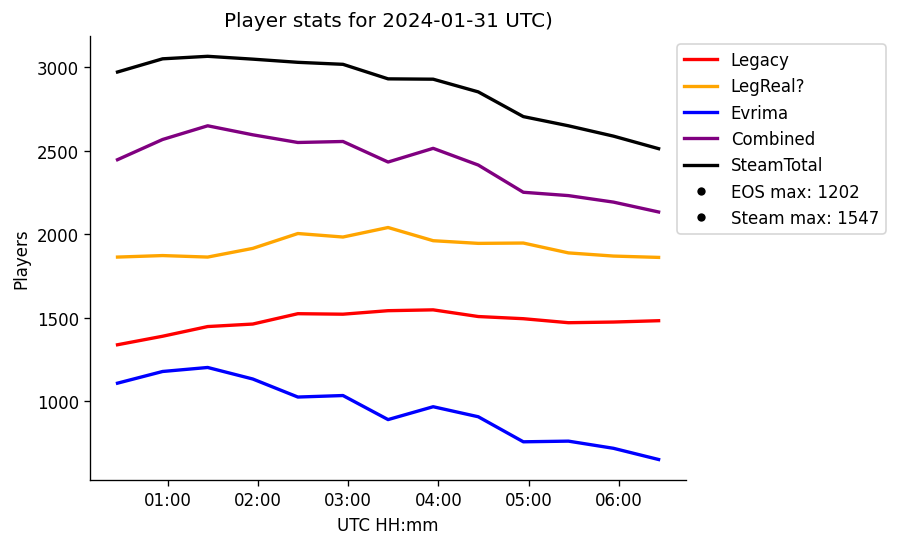 Player stats for 2024-01-31 UTC)
Legacy
LegReal?
Evrima
Combined
SteamTotal
EOS max: 1202
Steam max: 1547
Players
3000
2500
2000
1500
1000
01:00 02:00 03:00 04:00 05:00 06:00
UTC HH:mm